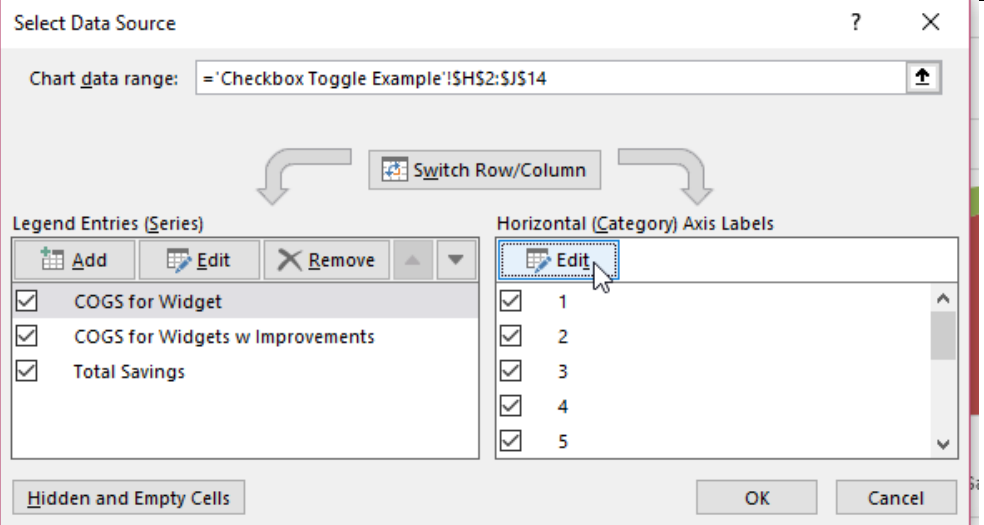 Select Data Source ?
Chart data range: ='Checkbox Toggle Example'!$H$2:$J$14
Switch Row/Column
Legend Entries (Series)
Add Edit Remove
COGS for Widget
COGS for Widgets w Improvements
Total Savings
Horizontal (Category) Axis Labels
Edit
1
2
3
4
5
Hidden and Empty Cells OK Cancel